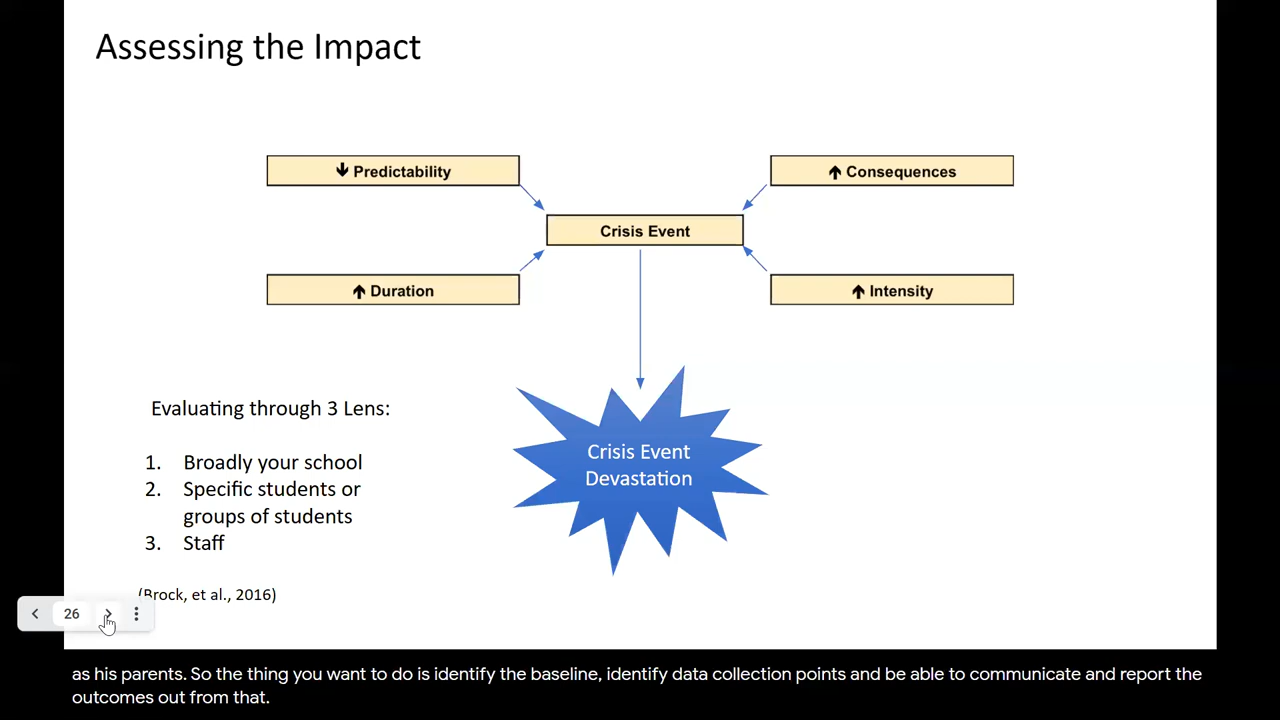 Assessing the Impact
🡫 Predictability
🡩 Consequences
Crisis Event
🡩 Duration
🡩 Intensity
Crisis Event
Devastation
Evaluating through 3 Lens:
1. Broadly your school
2. Specific students or
groups of students
3. Staff
(Brock, et al., 2016)
26
as his parents. So the thing you want to do is identify the baseline, identify data collection points and be able to communicate and report the
outcomes out from that.